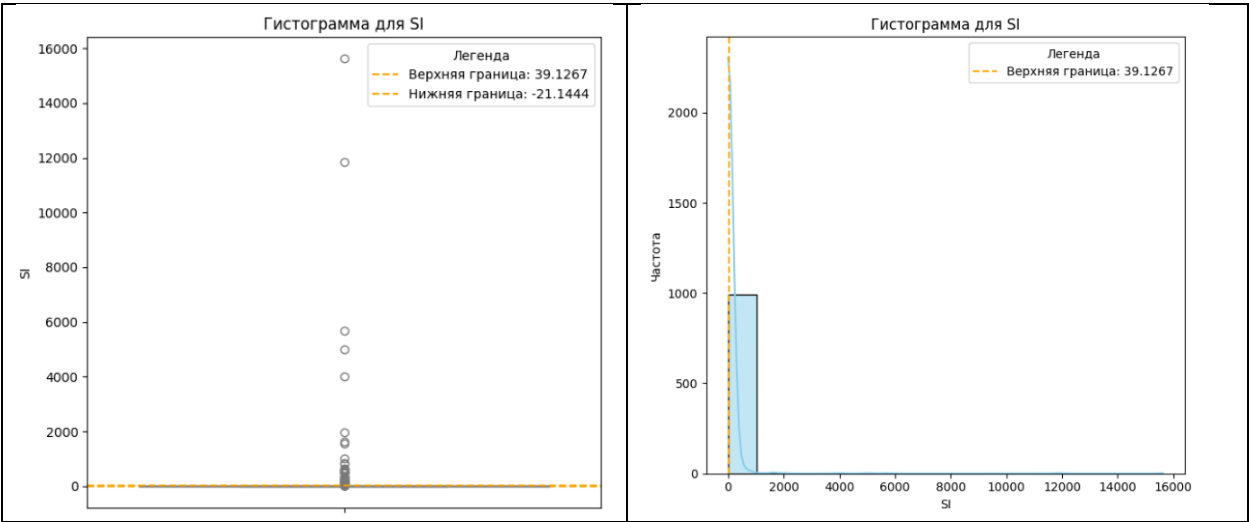 Гистограмма для SI
16000
14000
12000
10000
8000
6000
4000
2000
0
SI
Легенда
Верхняя граница: 39.1267
Нижняя граница: -21.1444
Гистограмма для SI
Легенда
Верхняя граница: 39.1267
2000
1500
1000
500
0
Частота
0 2000 4000 6000 8000 10000 12000 14000 16000
SI